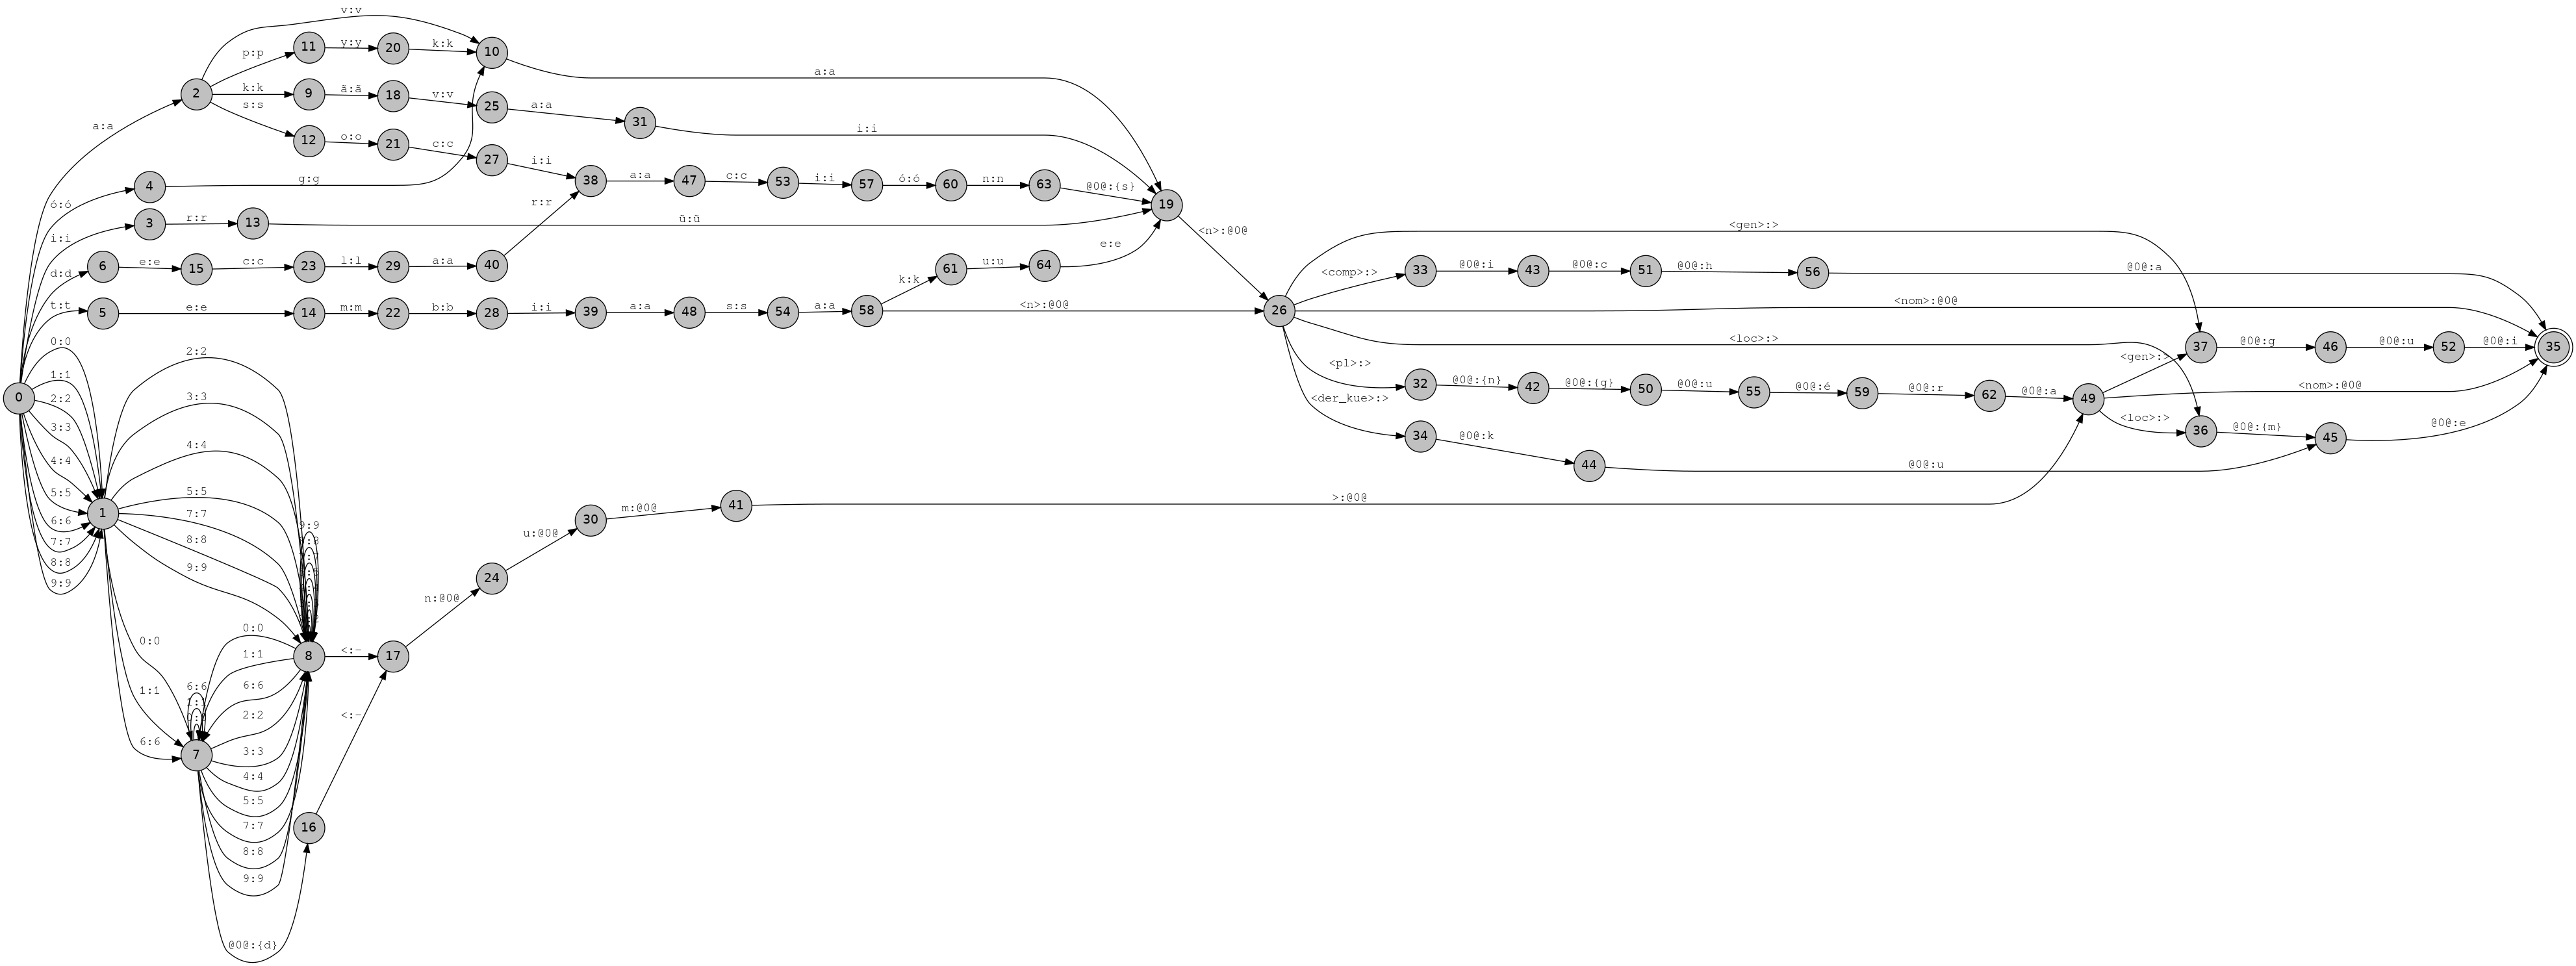 v:v
p:p
11
y:y
20
k:k
10
a:a
2
k:k
9
ã:ã
18
v:v
25
a:a
31
i:i
s:s
12
o:o
21
c:c
27
i:i
38
a:a
47
c:c
53
i:i
57
ó:ó
60
n:n
63
@0@:{s}
19
a:a
ó:ó
4
g:g
i:i
3
r:r
13
ũ:ũ
r:r
<n>:@0@
d:d
6
e:e
15
c:c
23
l:l
29
a:a
40
k:k
61
u:u
64
e:e
t:t
5
e:e
14
m:m
22
b:b
28
i:i
39
a:a
48
s:s
54
a:a
58
<n>:@0@
26
<gen>:>
<comp>:>
33
@0@:i
43
@0@:c
51
@0@:h
56
@0@:a
<nom>:@0@
<loc>:>
<gen>:>
37
@0@:g
46
@0@:u
52
@0@:i
35
<pl>:>
32
@0@:{n}
42
@0@:{g}
50
@0@:u
55
@0@:é
59
@0@:r
62
@0@:a
49
<nom>:@0@
<loc>:>
36
@0@:{m}
45
@0@:e
<der_kue>:>
34
@0@:k
44
@0@:u
0
0:0
1:1
2:2
3:3
4:4
5:5
6:6
7:7
8:8
9:9
1
2:2
3:3
4:4
5:5
7:7
8:8
9:9
9:9
0:0
1:1
6:6
8
<:-
17
n:@0@
24
u:@0@
30
m:@0@
41
>:@0@
0:0
1:1
6:6
6:6
7
2:2
3:3
4:4
5:5
7:7
8:8
9:9
@0@:{d}
16
<:-